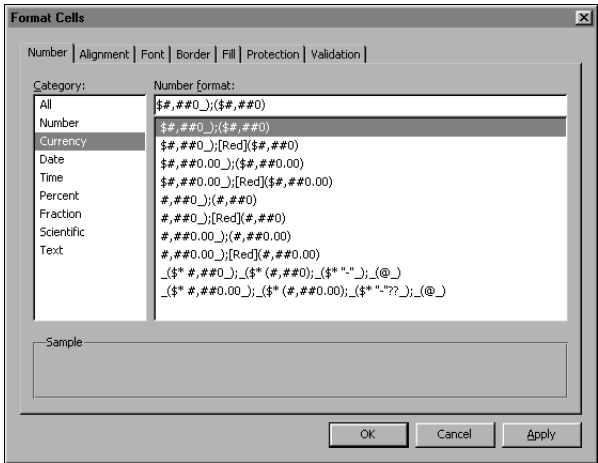 Format Cells
Number Alignment Font Border Fill Protection Validation
Category:
All
Number
Currency
Date
Time
Percent
Fraction
Scientific
Text
Number format:
$#,##0_);($#,##0)
$#,##0_);($#,##0)
$#,##0_);[Red]($#,##0)
$#,##0.00_);($#,##0.00)
$#,##0.00_);[Red]($#,##0.00)
#,##0_);(#,##0)
#,##0_);[Red](#,##0)
#,##0.00_);(#,##0.00)
#,##0.00_);[Red](#,##0.00)
_($* #,##0_);_($* (#,##0);_($* "-"_);_(@_)
_($* #,##0.00_);_($* (#,##0.00);_($* "-"??_);_(@_)
Sample
OK Cancel Apply